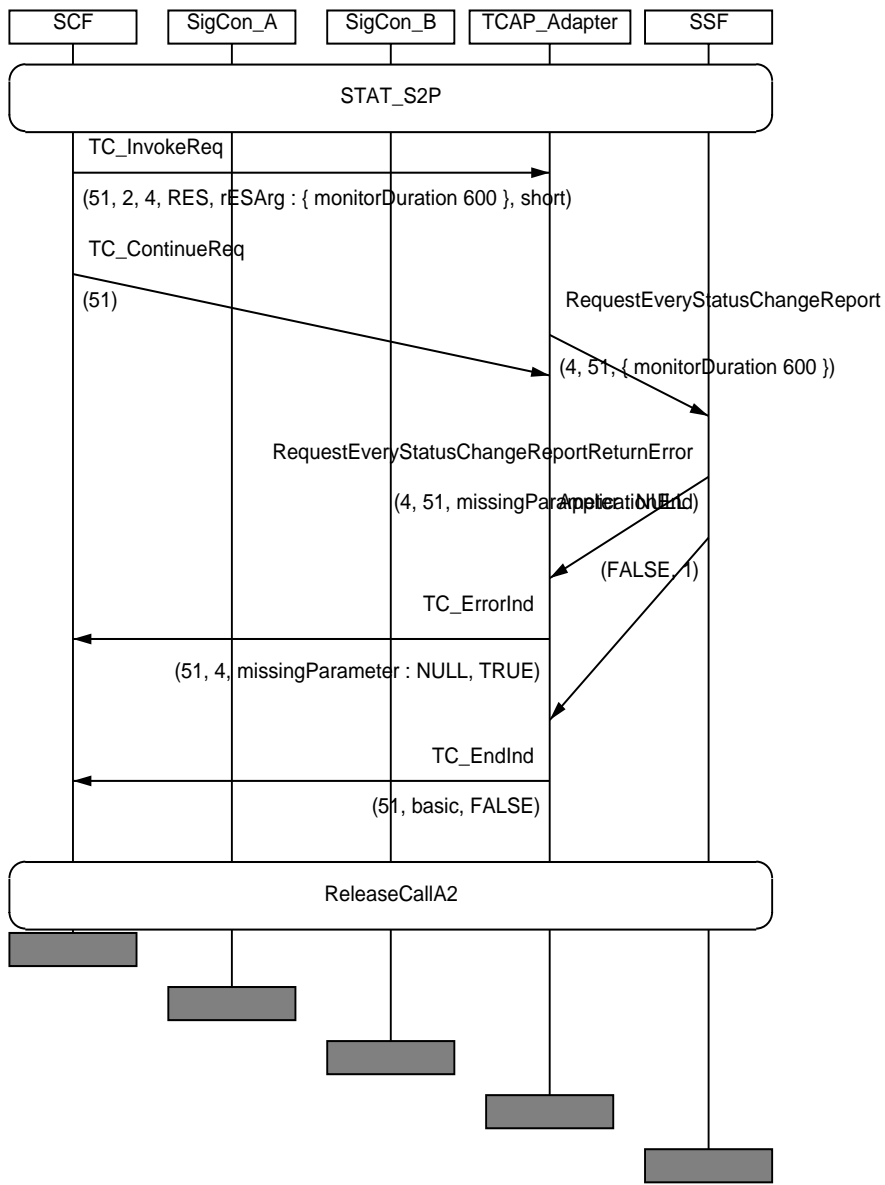 SCF SigCon_A SigCon_B TCAP_Adapter SSF
STAT_S2P
TC_InvokeReq
(51, 2, 4, RES, rESArg : { monitorDuration 600 }, short)
TC_ContinueReq
(51)
RequestEveryStatusChangeReport
(4, 51, { monitorDuration 600 })
RequestEveryStatusChangeReportReturnError
(4, 51, missingParameter : NULL)
ApplicationEnd
(FALSE, 1)
TC_ErrorInd
(51, 4, missingParameter : NULL, TRUE)
TC_EndInd
(51, basic, FALSE)
ReleaseCallA2